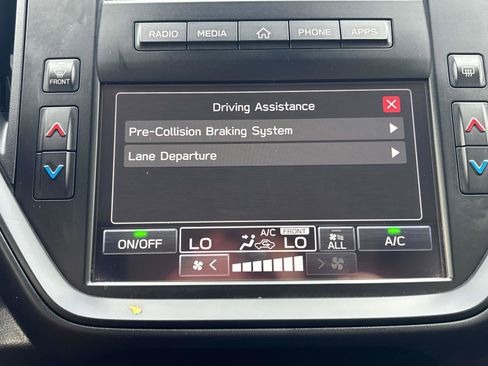 RADIO MEDIA PHONE APPS
FRONT
Driving Assistance
Pre-Collision Braking System
Lane Departure
ON/OFF
LO
A/C
FRONT
LO
ALL
A/C